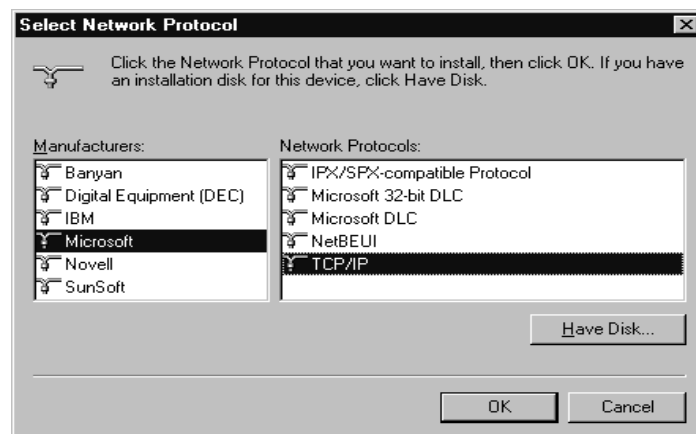 Select Network Protocol
Click the Network Protocol that you want to install, then click OK. If you have
an installation disk for this device, click Have Disk.
Manufacturers:
Banyan
Digital Equipment (DEC)
IBM
Microsoft
Novell
SunSoft
Network Protocols:
IPX/SPX-compatible Protocol
Microsoft 32-bit DLC
Microsoft DLC
NetBEUI
TCP/IP
Have Disk...
OK
Cancel